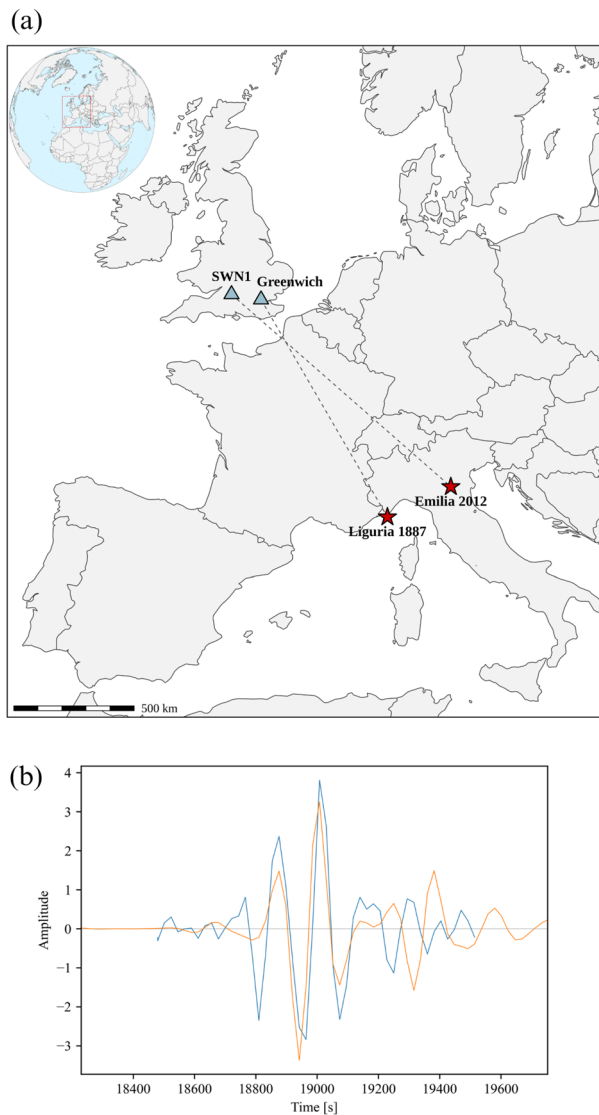 (a)
SWN1
Greenwich
Emilia 2012
Liguria 1887
500 km
(b)
4
3
2
1
0
−1
−2
−3
Amplitude
18400 18600 18800 19000 19200 19400 19600
Time [s]